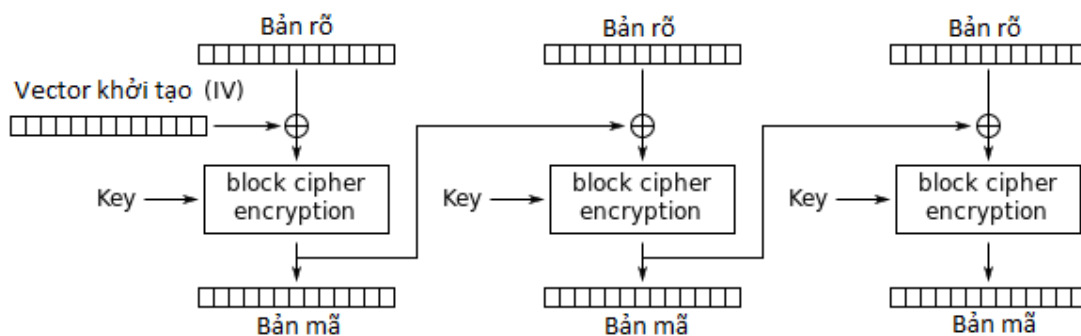 Bản rõ
Bản rõ
Bản rõ
Vector khởi tạo (IV)
Key
block cipher
encryption
Key
block cipher
encryption
Key
block cipher
encryption
Bản mã
Bản mã
Bản mã